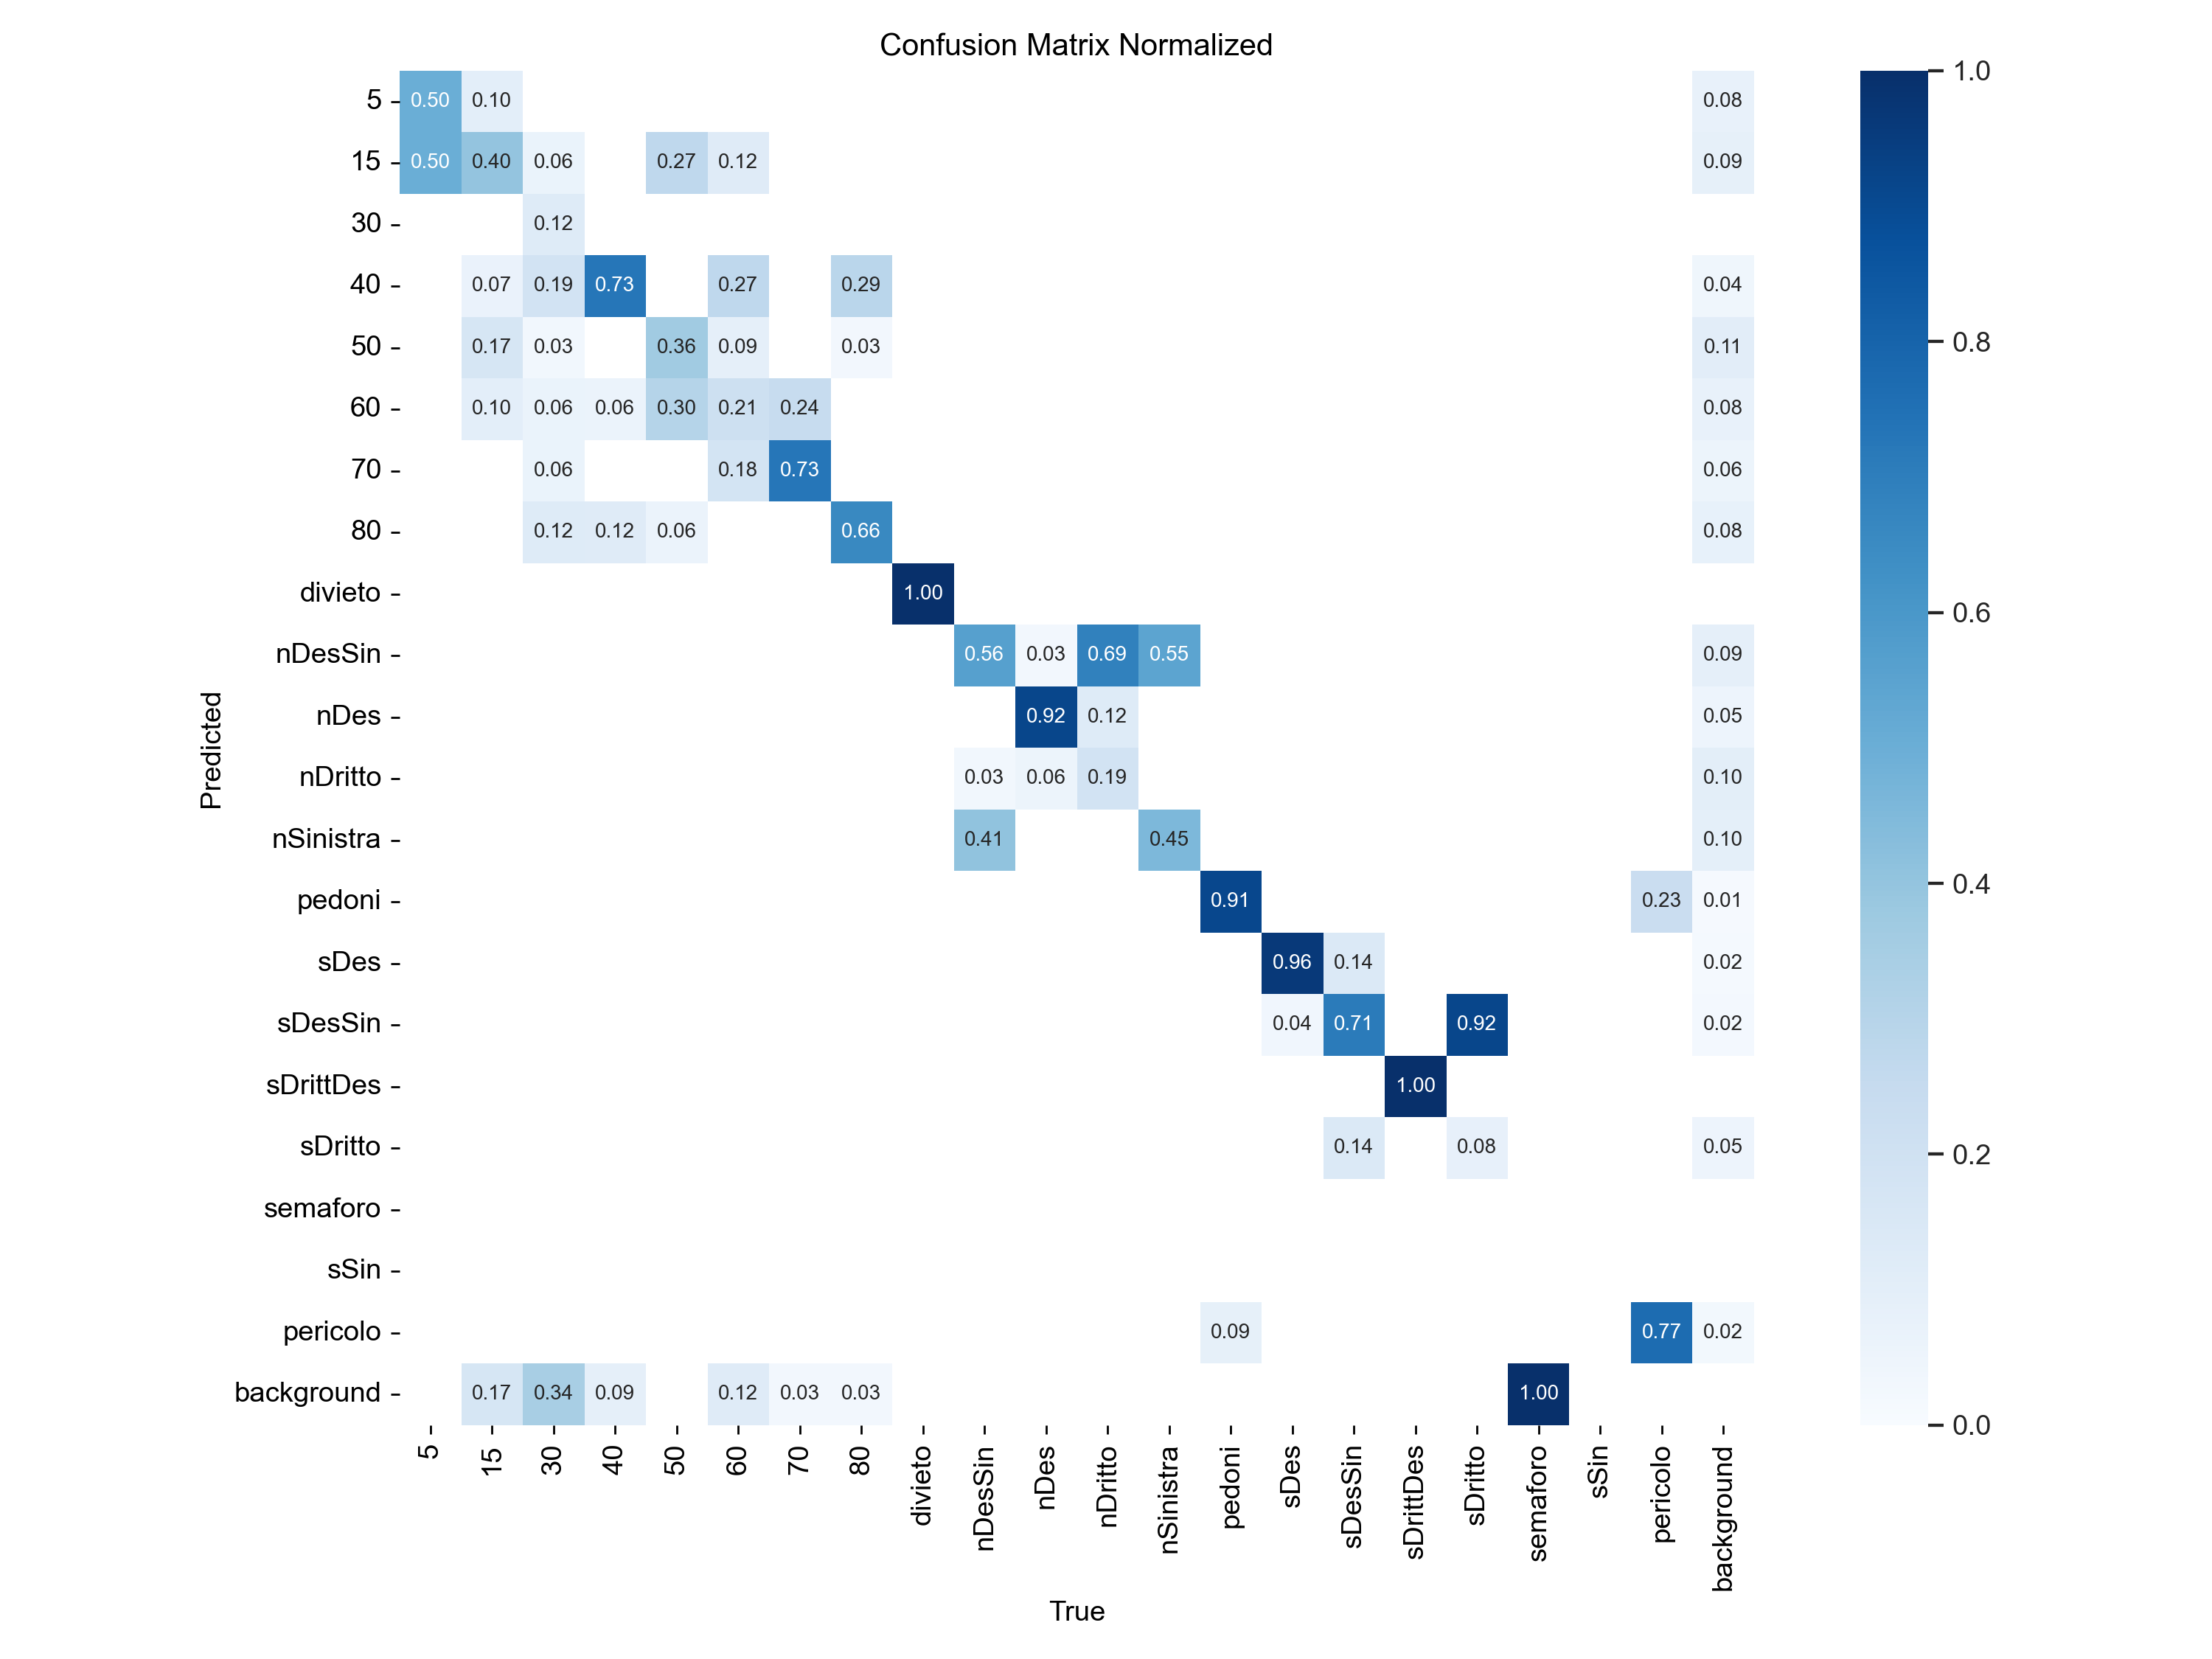 Confusion Matrix Normalized
5 0.50 0.10 0.08 1.0
15 0.50 0.40 0.06 0.27 0.12 0.09
30 0.12
40 0.07 0.19 0.73 0.27 0.29 0.04
50 0.17 0.03 0.36 0.09 0.03 0.11 0.8
60 0.10 0.06 0.06 0.30 0.21 0.24 0.08
70 0.06 0.18 0.73 0.06
80 0.12 0.12 0.06 0.66 0.08
divieto 1.00 0.6
nDesSin 0.56 0.03 0.69 0.55 0.09
nDes 0.92 0.12 0.05
nDritto 0.03 0.06 0.19 0.10
nSinistra 0.41 0.45 0.10
pedoni 0.91 0.23 0.01 0.4
sDes 0.96 0.14 0.02
sDesSin 0.04 0.71 0.92 0.02
sDrittDes 1.00
sDritto 0.14 0.08 0.05 0.2
semaforo
sSin
pericolo 0.09 0.77 0.02
background 0.17 0.34 0.09 0.12 0.03 0.03 1.00 0.0
Predicted
5 15 30 40 50 60 70 80 divieto nDesSin nDes nDritto nSinistra pedoni sDes sDesSin sDrittDes sDritto semaforo sSin pericolo background
True